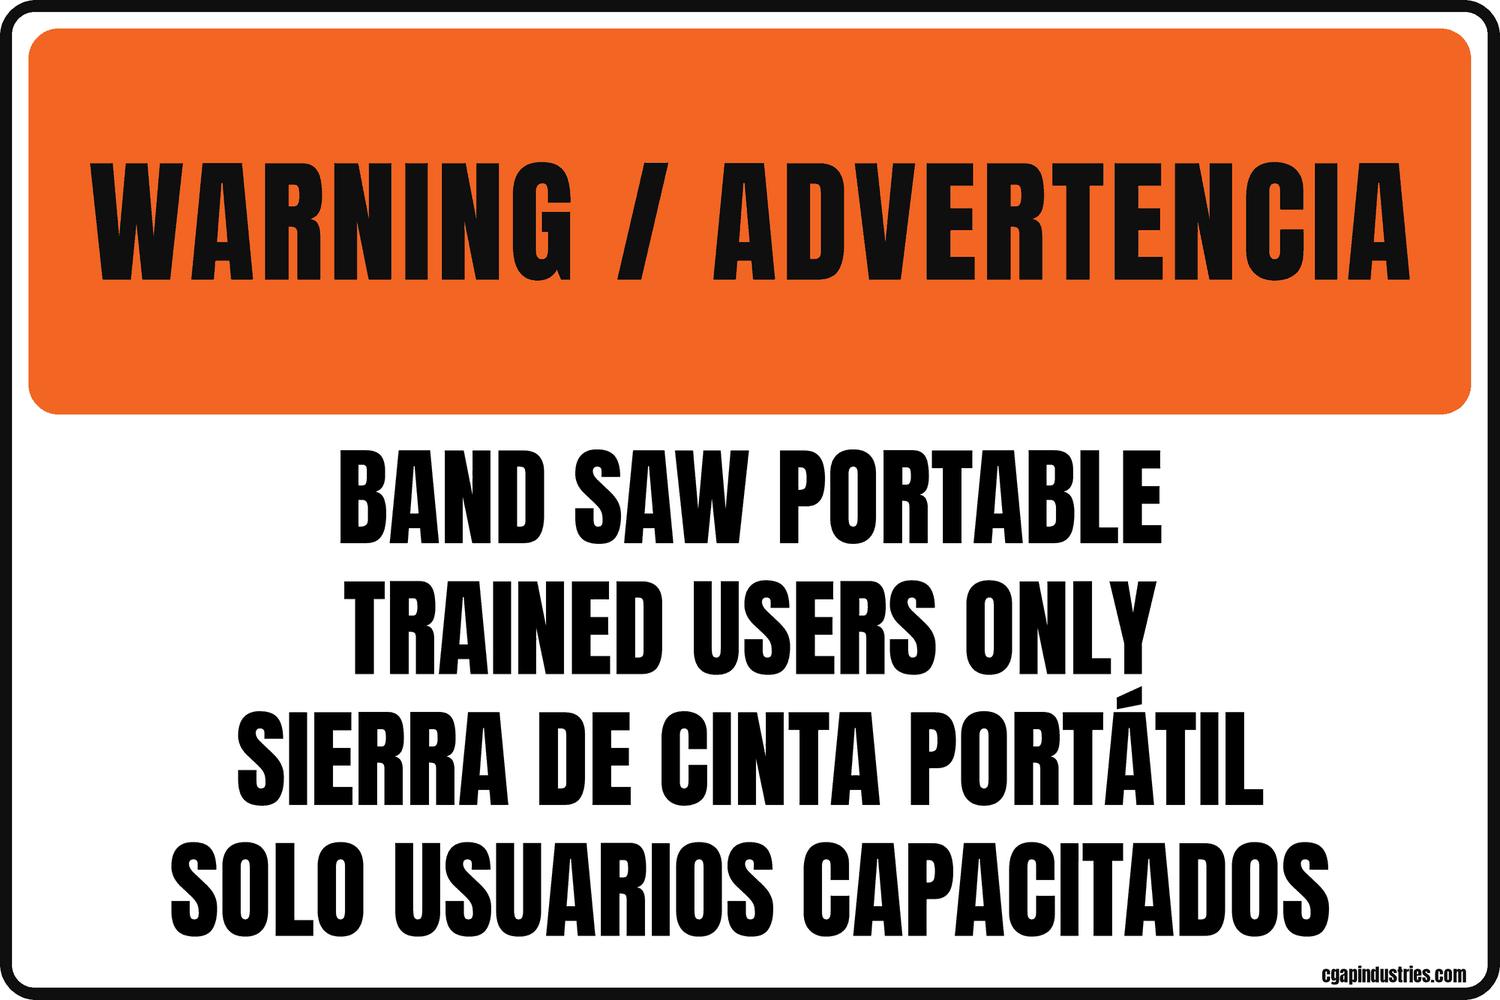 WARNING / ADVERTENCIA
BAND SAW PORTABLE
TRAINED USERS ONLY
SIERRA DE CINTA PORTÁTIL
SOLO USUARIOS CAPACITADOS
cgapindustries.com